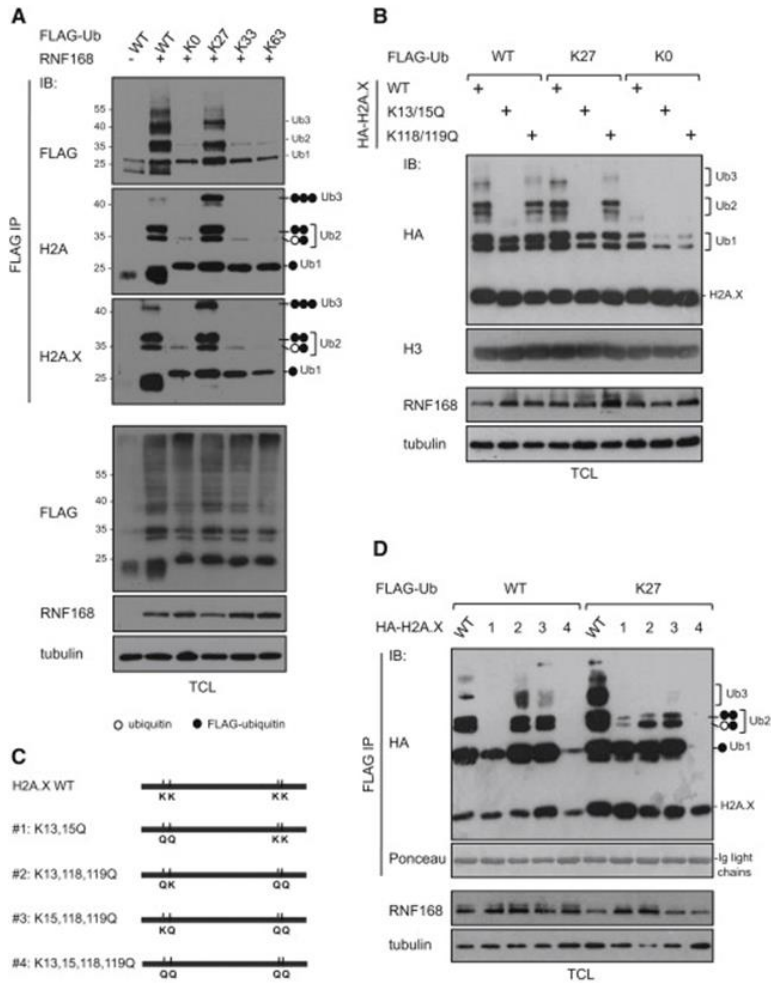 A
FLAG-Ub WT WT K0 K27 K33 K63
RNF168 - + + + + +
IB:
FLAG IP
FLAG
55
40
35
25
Ub3
Ub2
Ub1
H2A
40
35
25
Ub3
Ub2
Ub1
H2A.X
40
35
25
Ub3
Ub2
Ub1
FLAG
55
40
35
25
RNF168
tubulin
TCL
ubiquitin FLAG-ubiquitin
B
FLAG-Ub WT K27 K0
HA-H2A.X
WT + + +
K13/15Q + + +
K118/119Q + + +
IB:
HA
Ub3
Ub2
Ub1
H2A.X
H3
RNF168
tubulin
TCL
C
H2A.X WT
KK KK
#1: K13,15Q
QQ KK
#2: K13,118,119Q
QK QQ
#3: K15,118,119Q
KQ QQ
#4: K13,15,118,119Q
QQ QQ
D
FLAG-Ub WT K27
HA-H2A.X WT 1 2 3 4 WT 1 2 3 4
IB:
FLAG IP
HA
Ub3
Ub2
Ub1
H2A.X
Ponceau
Ig light
chains
RNF168
tubulin
TCL